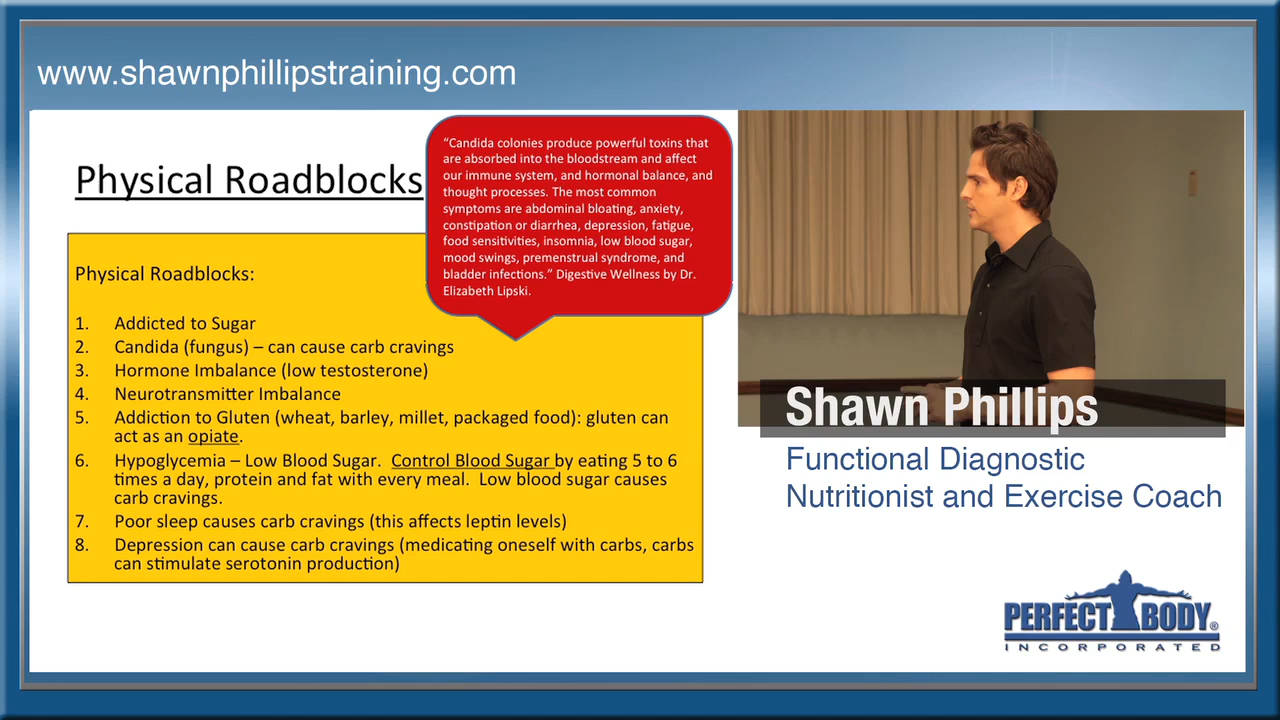 www.shawnphillipstraining.com
Physical Roadblocks
“Candida colonies produce powerful toxins that
are absorbed into the bloodstream and affect
our immune system, and hormonal balance, and
thought processes. The most common
symptoms are abdominal bloating, anxiety,
constipation or diarrhea, depression, fatigue,
food sensitivities, insomnia, low blood sugar,
mood swings, premenstrual syndrome, and
bladder infections.” Digestive Wellness by Dr.
Elizabeth Lipski.
Physical Roadblocks:
1. Addicted to Sugar
2. Candida (fungus) – can cause carb cravings
3. Hormone Imbalance (low testosterone)
4. Neurotransmitter Imbalance
5. Addiction to Gluten (wheat, barley, millet, packaged food): gluten can
act as an opiate.
6. Hypoglycemia – Low Blood Sugar. Control Blood Sugar by eating 5 to 6
times a day, protein and fat with every meal. Low blood sugar causes
carb cravings.
7. Poor sleep causes carb cravings (this affects leptin levels)
8. Depression can cause carb cravings (medicating oneself with carbs, carbs
can stimulate serotonin production)
Shawn Phillips
Functional Diagnostic
Nutritionist and Exercise Coach
PERFECT BODY®
INCORPORATED